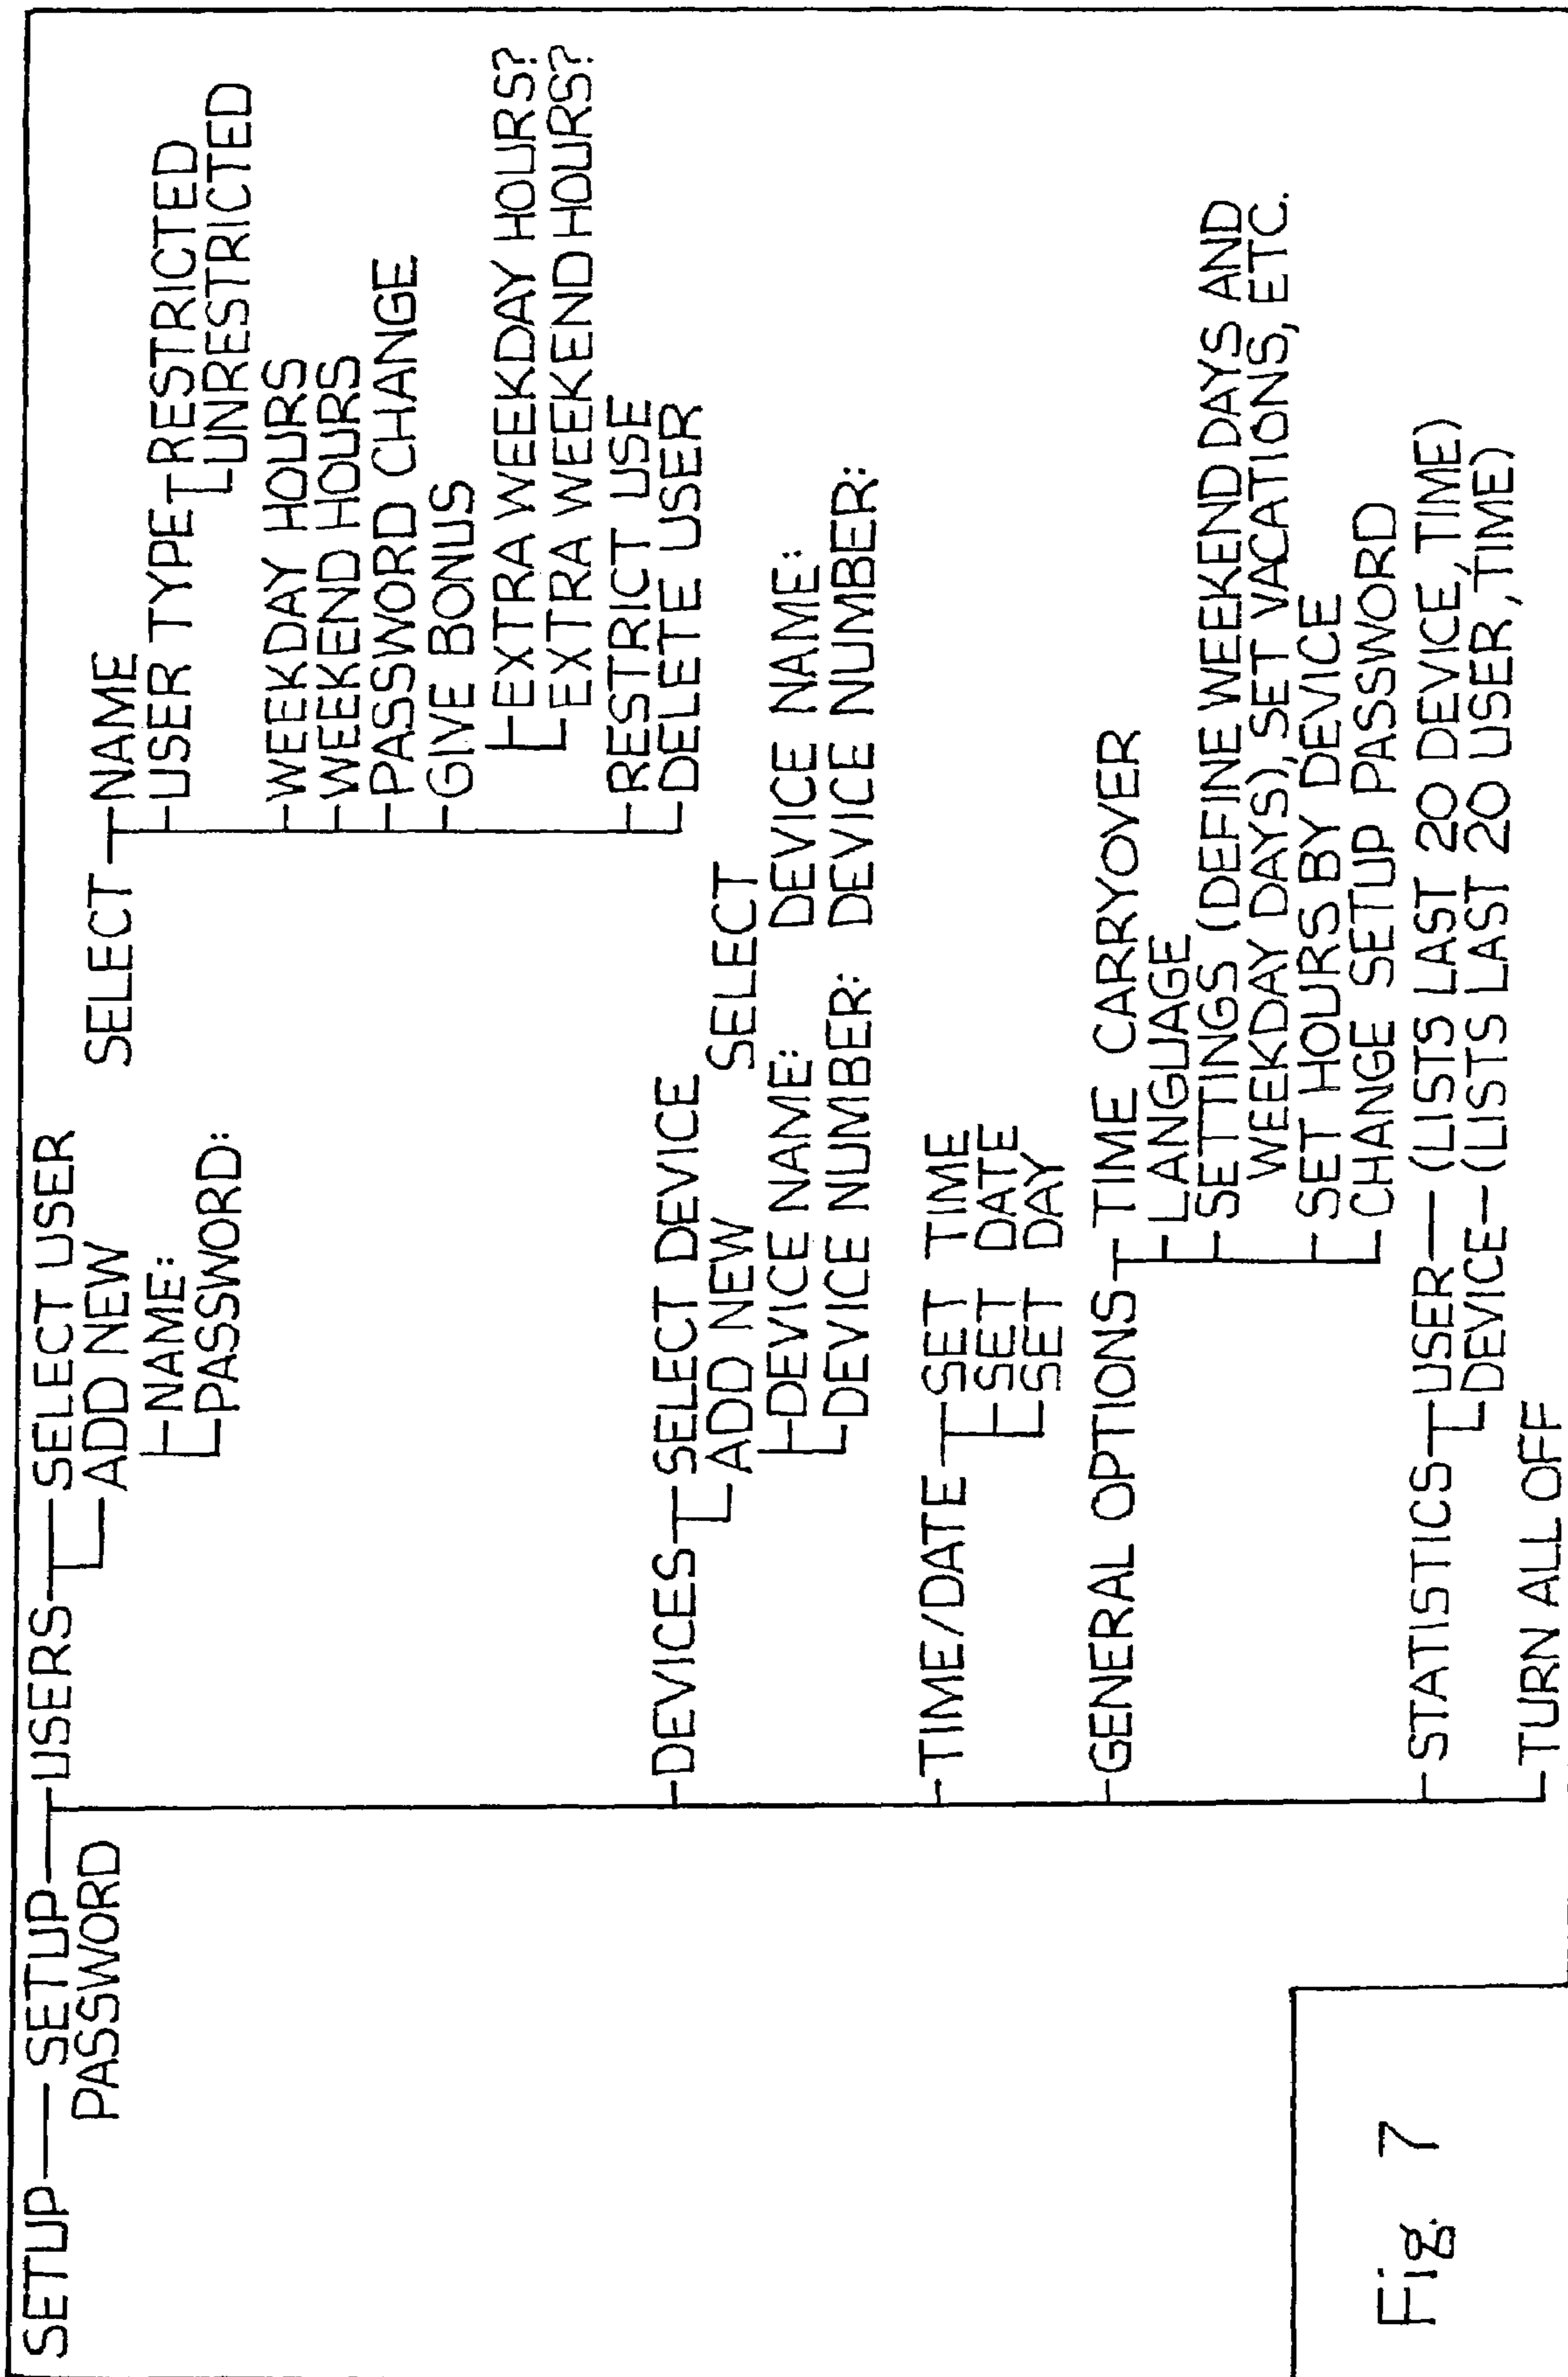 SETUP — SETUP — USERS — SELECT USER SELECT — NAME
PASSWORD ADD NEW USER TYPE RESTRICTED
NAME: UNRESTRICTED
PASSWORD: WEEKDAY HOURS
WEEKEND HOURS
PASSWORD CHANGE
GIVE BONUS
EXTRA WEEKDAY HOURS?
EXTRA WEEKEND HOURS?
RESTRICT USE
DELETE USER
DEVICES SELECT DEVICE
ADD NEW SELECT
DEVICE NAME: DEVICE NAME:
DEVICE NUMBER: DEVICE NUMBER:
TIME/DATE SET TIME
SET DATE
SET DAY
GENERAL OPTIONS TIME CARRYOVER
LANGUAGE
SETTINGS (DEFINE WEEKEND DAYS AND
WEEKDAY DAYS), SET VACATIONS, ETC.
SET HOURS BY DEVICE
CHANGE SETUP PASSWORD
STATISTICS USER — (LISTS LAST 20 DEVICE, TIME)
DEVICE — (LISTS LAST 20 USER, TIME)
TURN ALL OFF
Fig. 7